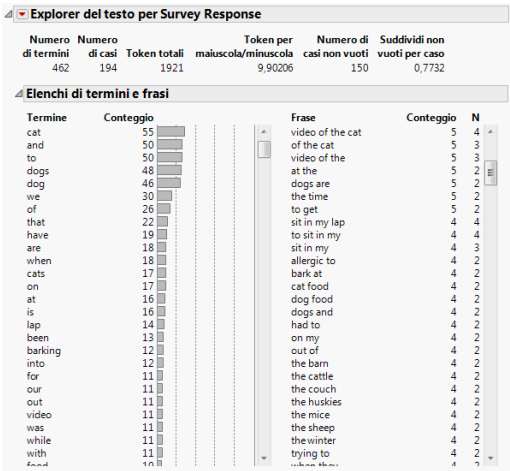 Explorer del testo per Survey Response
Numero di termini Numero di casi Token totali Token per maiuscola/minuscola Numero di casi non vuoti Suddividi non vuoti per caso
462 194 1921 9,90206 150 0,7732
Elenchi di termini e frasi
Termine Conteggio Frase Conteggio N
cat 55 video of the cat 5 4
and 50 of the cat 5 3
to 50 video of the 5 3
dogs 48 at the 5 2
dog 46 dogs are 5 2
we 30 the time 5 2
of 26 to get 5 2
that 22 sit in my lap 4 4
have 19 to sit in my 4 4
are 18 sit in my 4 3
when 18 allergic to 4 2
cats 17 bark at 4 2
on 17 cat food 4 2
at 16 dog food 4 2
is 16 dogs and 4 2
lap 14 had to 4 2
been 13 on my 4 2
barking 12 out of 4 2
into 12 the barn 4 2
for 11 the cattle 4 2
our 11 the couch 4 2
out 11 the huskies 4 2
video 11 the mice 4 2
was 11 the sheep 4 2
while 11 the winter 4 2
with 11 trying to 4 2
food 10 when they 4 2